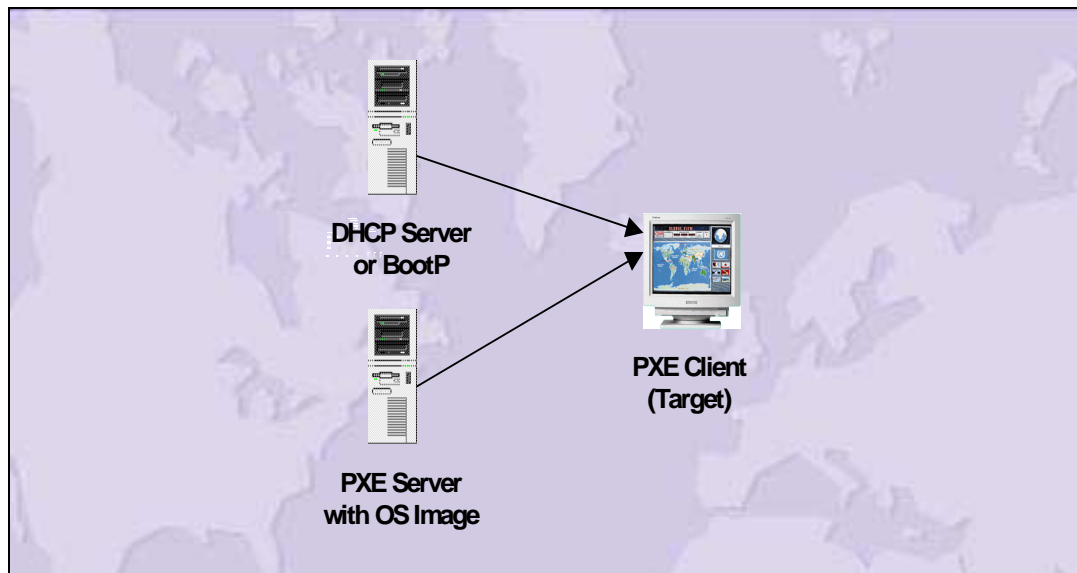 DHCP Server
or BootP
PXE Client
(Target)
PXE Server
with OS Image